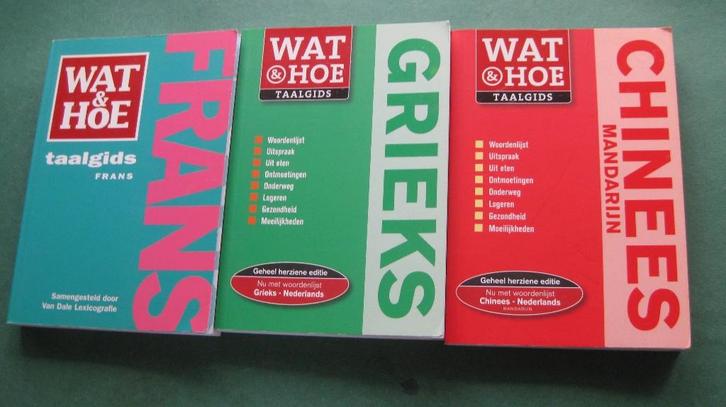 WAT
&
HOE
taalgids
FRANS
Samengesteld door
Van Dale Lexicografie
FRANS
WAT
& HOE
TAALGIDS
Woordenlijst
Uitspraak
Uit eten
Ontmoetingen
Onderweg
Logeren
Gezondheid
Moeilijkheden
Geheel herziene editie
Nu met woordenlijst
Grieks - Nederlands
GRIEKS
WAT
& HOE
TAALGIDS
Woordenlijst
Uitspraak
Uit eten
Ontmoetingen
Onderweg
Logeren
Gezondheid
Moeilijkheden
Geheel herziene editie
Nu met woordenlijst
Chinees - Nederlands
MANDARIJN
CHINEES
MANDARIJN